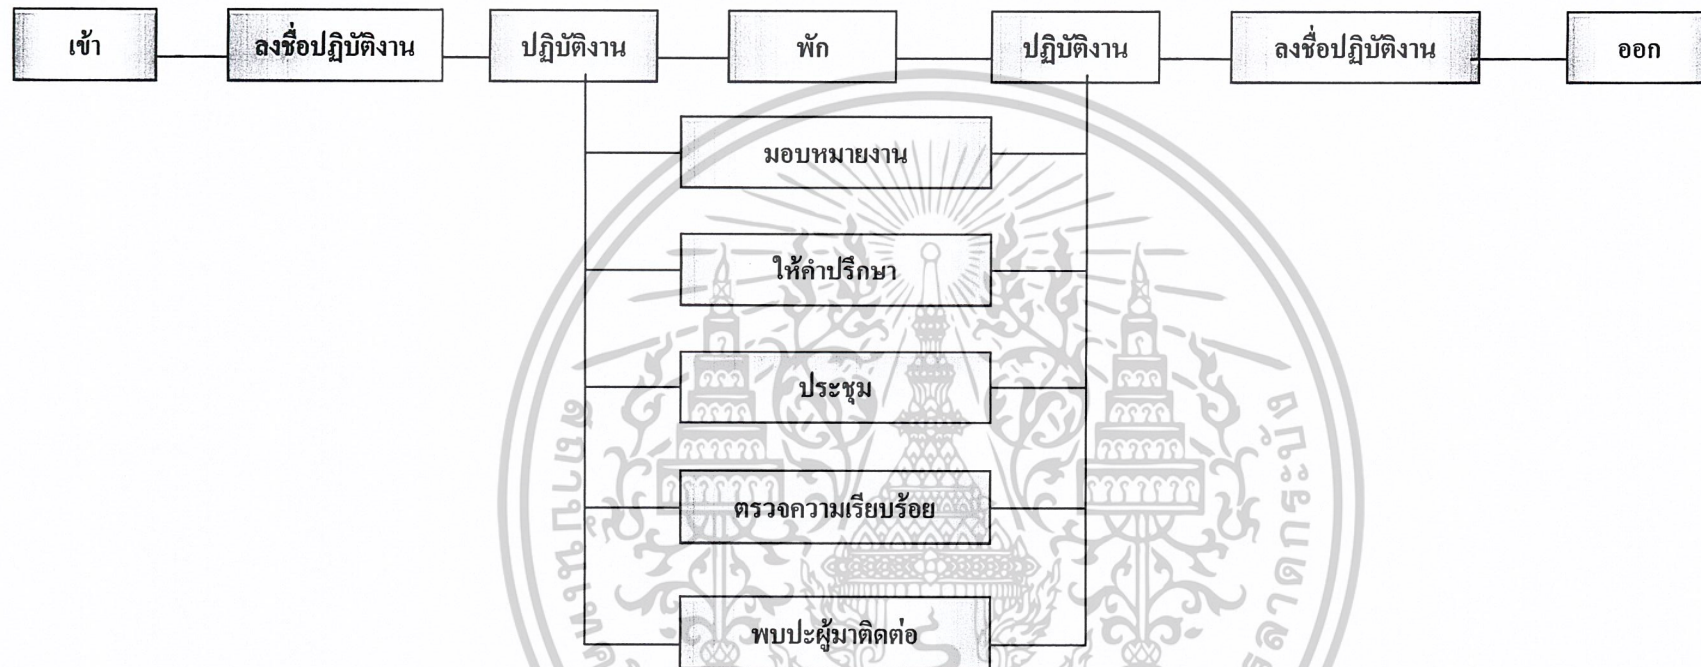 เข้า
ลงชื่อปฏิบัติงาน
ปฏิบัติงาน
พัก
ปฏิบัติงาน
ลงชื่อปฏิบัติงาน
ออก
มอบหมายงาน
ให้คำปรึกษา
ประชุม
ตรวจความเรียบร้อย
พบปะผู้มาติดต่อ